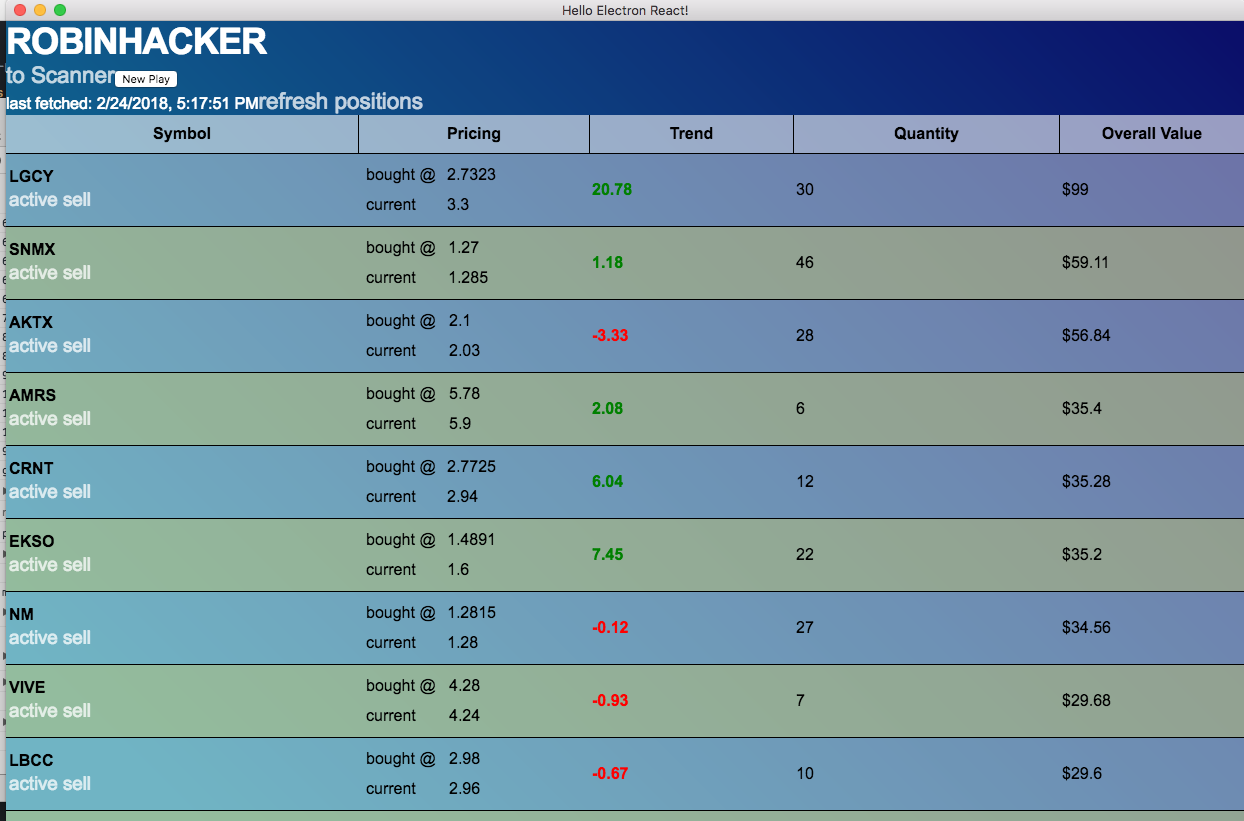 Hello Electron React!
ROBINHACKER
to Scanner New Play
last fetched: 2/24/2018, 5:17:51 PMrefresh positions
Symbol Pricing Trend Quantity Overall Value
LGCY
active sell
bought @ 2.7323
current 3.3
20.78
30
$99
SNMX
active sell
bought @ 1.27
current 1.285
1.18
46
$59.11
AKTX
active sell
bought @ 2.1
current 2.03
-3.33
28
$56.84
AMRS
active sell
bought @ 5.78
current 5.9
2.08
6
$35.4
CRNT
active sell
bought @ 2.7725
current 2.94
6.04
12
$35.28
EKSO
active sell
bought @ 1.4891
current 1.6
7.45
22
$35.2
NM
active sell
bought @ 1.2815
current 1.28
-0.12
27
$34.56
VIVE
active sell
bought @ 4.28
current 4.24
-0.93
7
$29.68
LBCC
active sell
bought @ 2.98
current 2.96
-0.67
10
$29.6